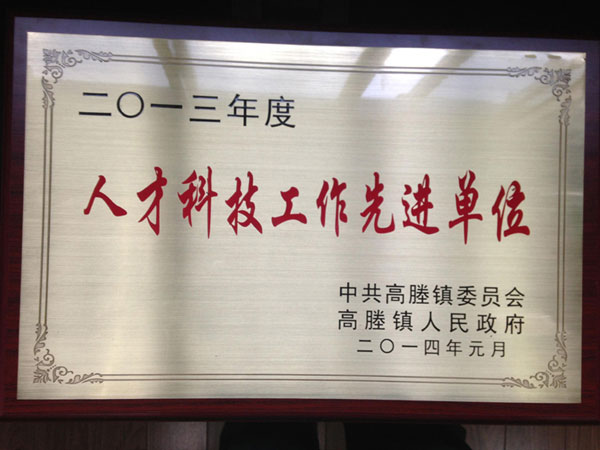 二〇一三年度
人才科技工作先进单位
中共高塍镇委员会
高塍镇人民政府
二〇一四年元月